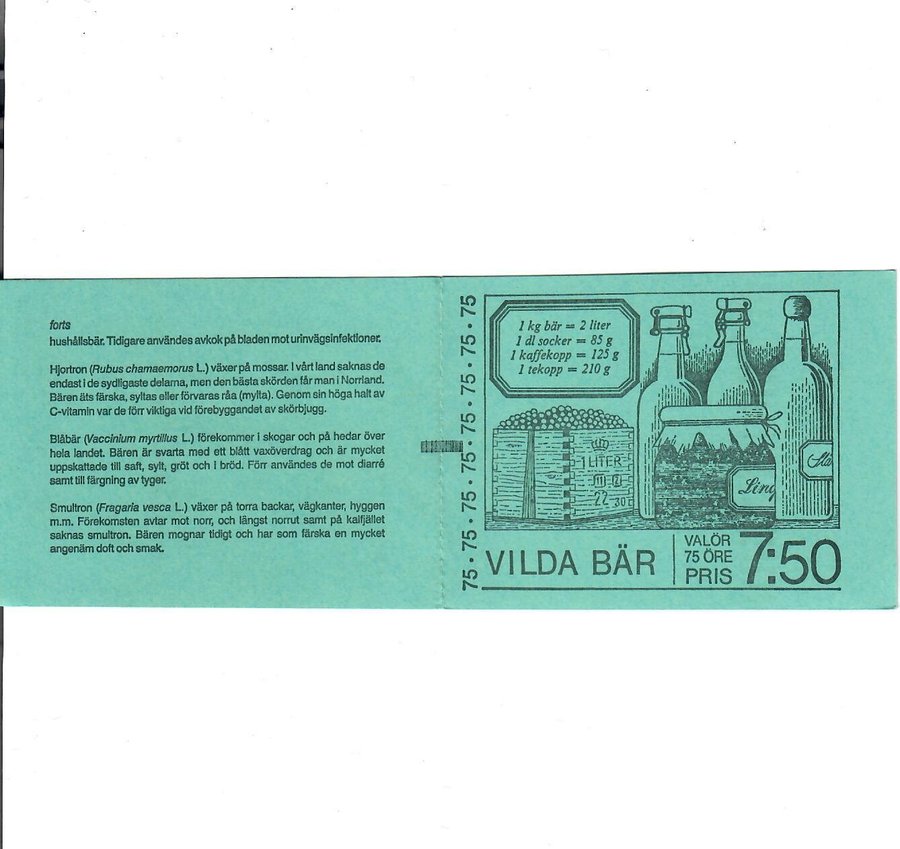 forts
hushållsbär. Tidigare användes avkok på bladen mot urinvägsinfektioner.
Hjortron (Rubus chamaemorus L.) växer på mossar. I vårt land saknas de
endast i de sydligaste delarna, men den bästa skörden får man i Norrland.
Bären äts färska, syltas eller förvaras råa (mylta). Genom sin höga halt av
C-vitamin var de förr viktiga vid förebyggandet av skörbjugg.
Blåbär (Vaccinium myrtillus L.) förekommer i skogar och på hedar över
hela landet. Bären är svarta med ett blått vaxöverdrag och är mycket
uppskattade till saft, sylt, gröt och i bröd. Förr användes de mot diarré
samt till färgning av tyger.
Smultron (Fragaria vesca L.) växer på torra backar, vägkanter, hyggen
m.m. Förekomsten avtar mot norr, och längst norrut samt på kalfjället
saknas smultron. Bären mognar tidigt och har som färska en mycket
angenäm doft och smak.
75 · 75 · 75 · 75 · 75 · 75 · 75 · 75
1 kg bär = 2 liter
1 dl socker = 85 g
1 kaffekopp = 125 g
1 tekopp = 210 g
1 LITER
22
30
Ling
Slå
VILDA BÄR
VALÖR
75 ÖRE
PRIS 7:50